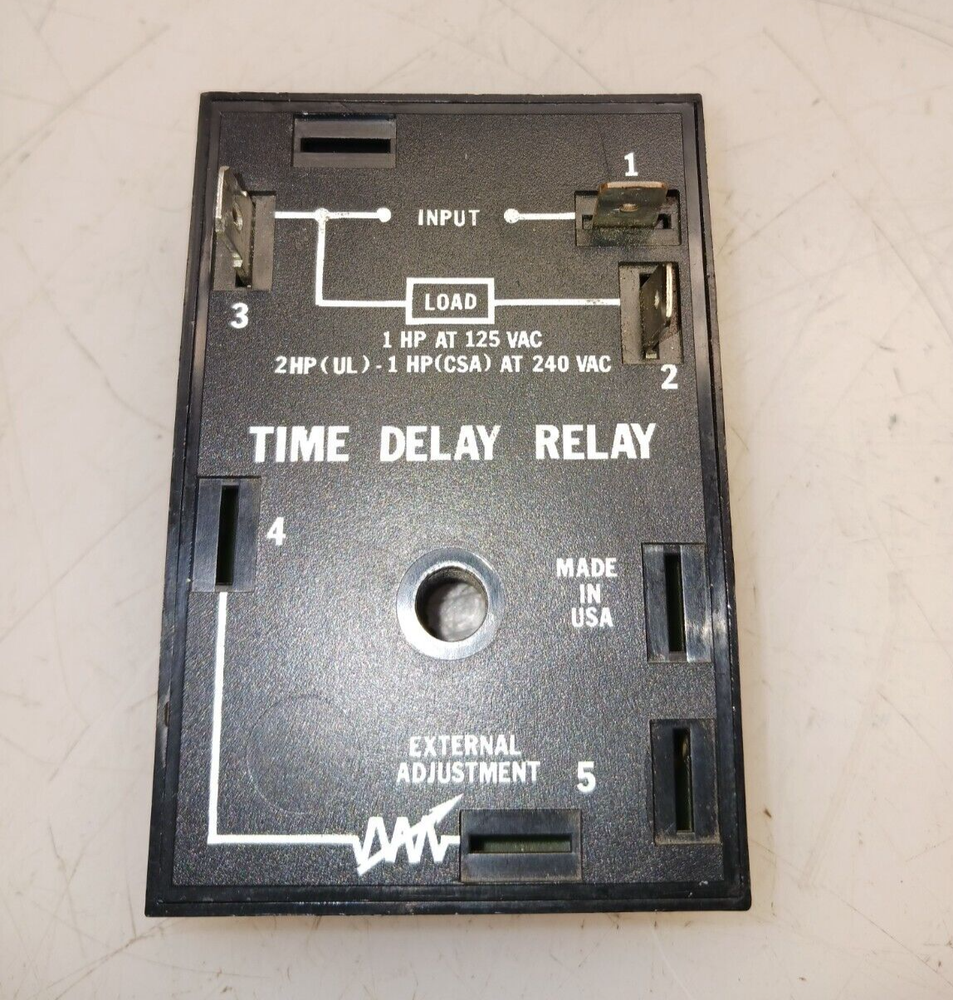 1
INPUT
3
LOAD
1 HP AT 125 VAC
2HP(UL)-1 HP(CSA) AT 240 VAC
2
TIME DELAY RELAY
4
MADE
IN
USA
EXTERNAL
ADJUSTMENT
5